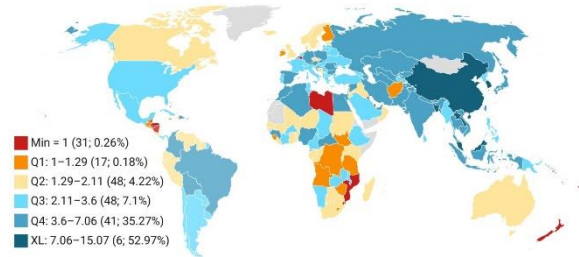 Min = 1 (31; 0.26%)
Q1: 1–1.29 (17; 0.18%)
Q2: 1.29–2.11 (48; 4.22%)
Q3: 2.11–3.6 (48; 7.1%)
Q4: 3.6–7.06 (41; 35.27%)
XL: 7.06–15.07 (6; 52.97%)